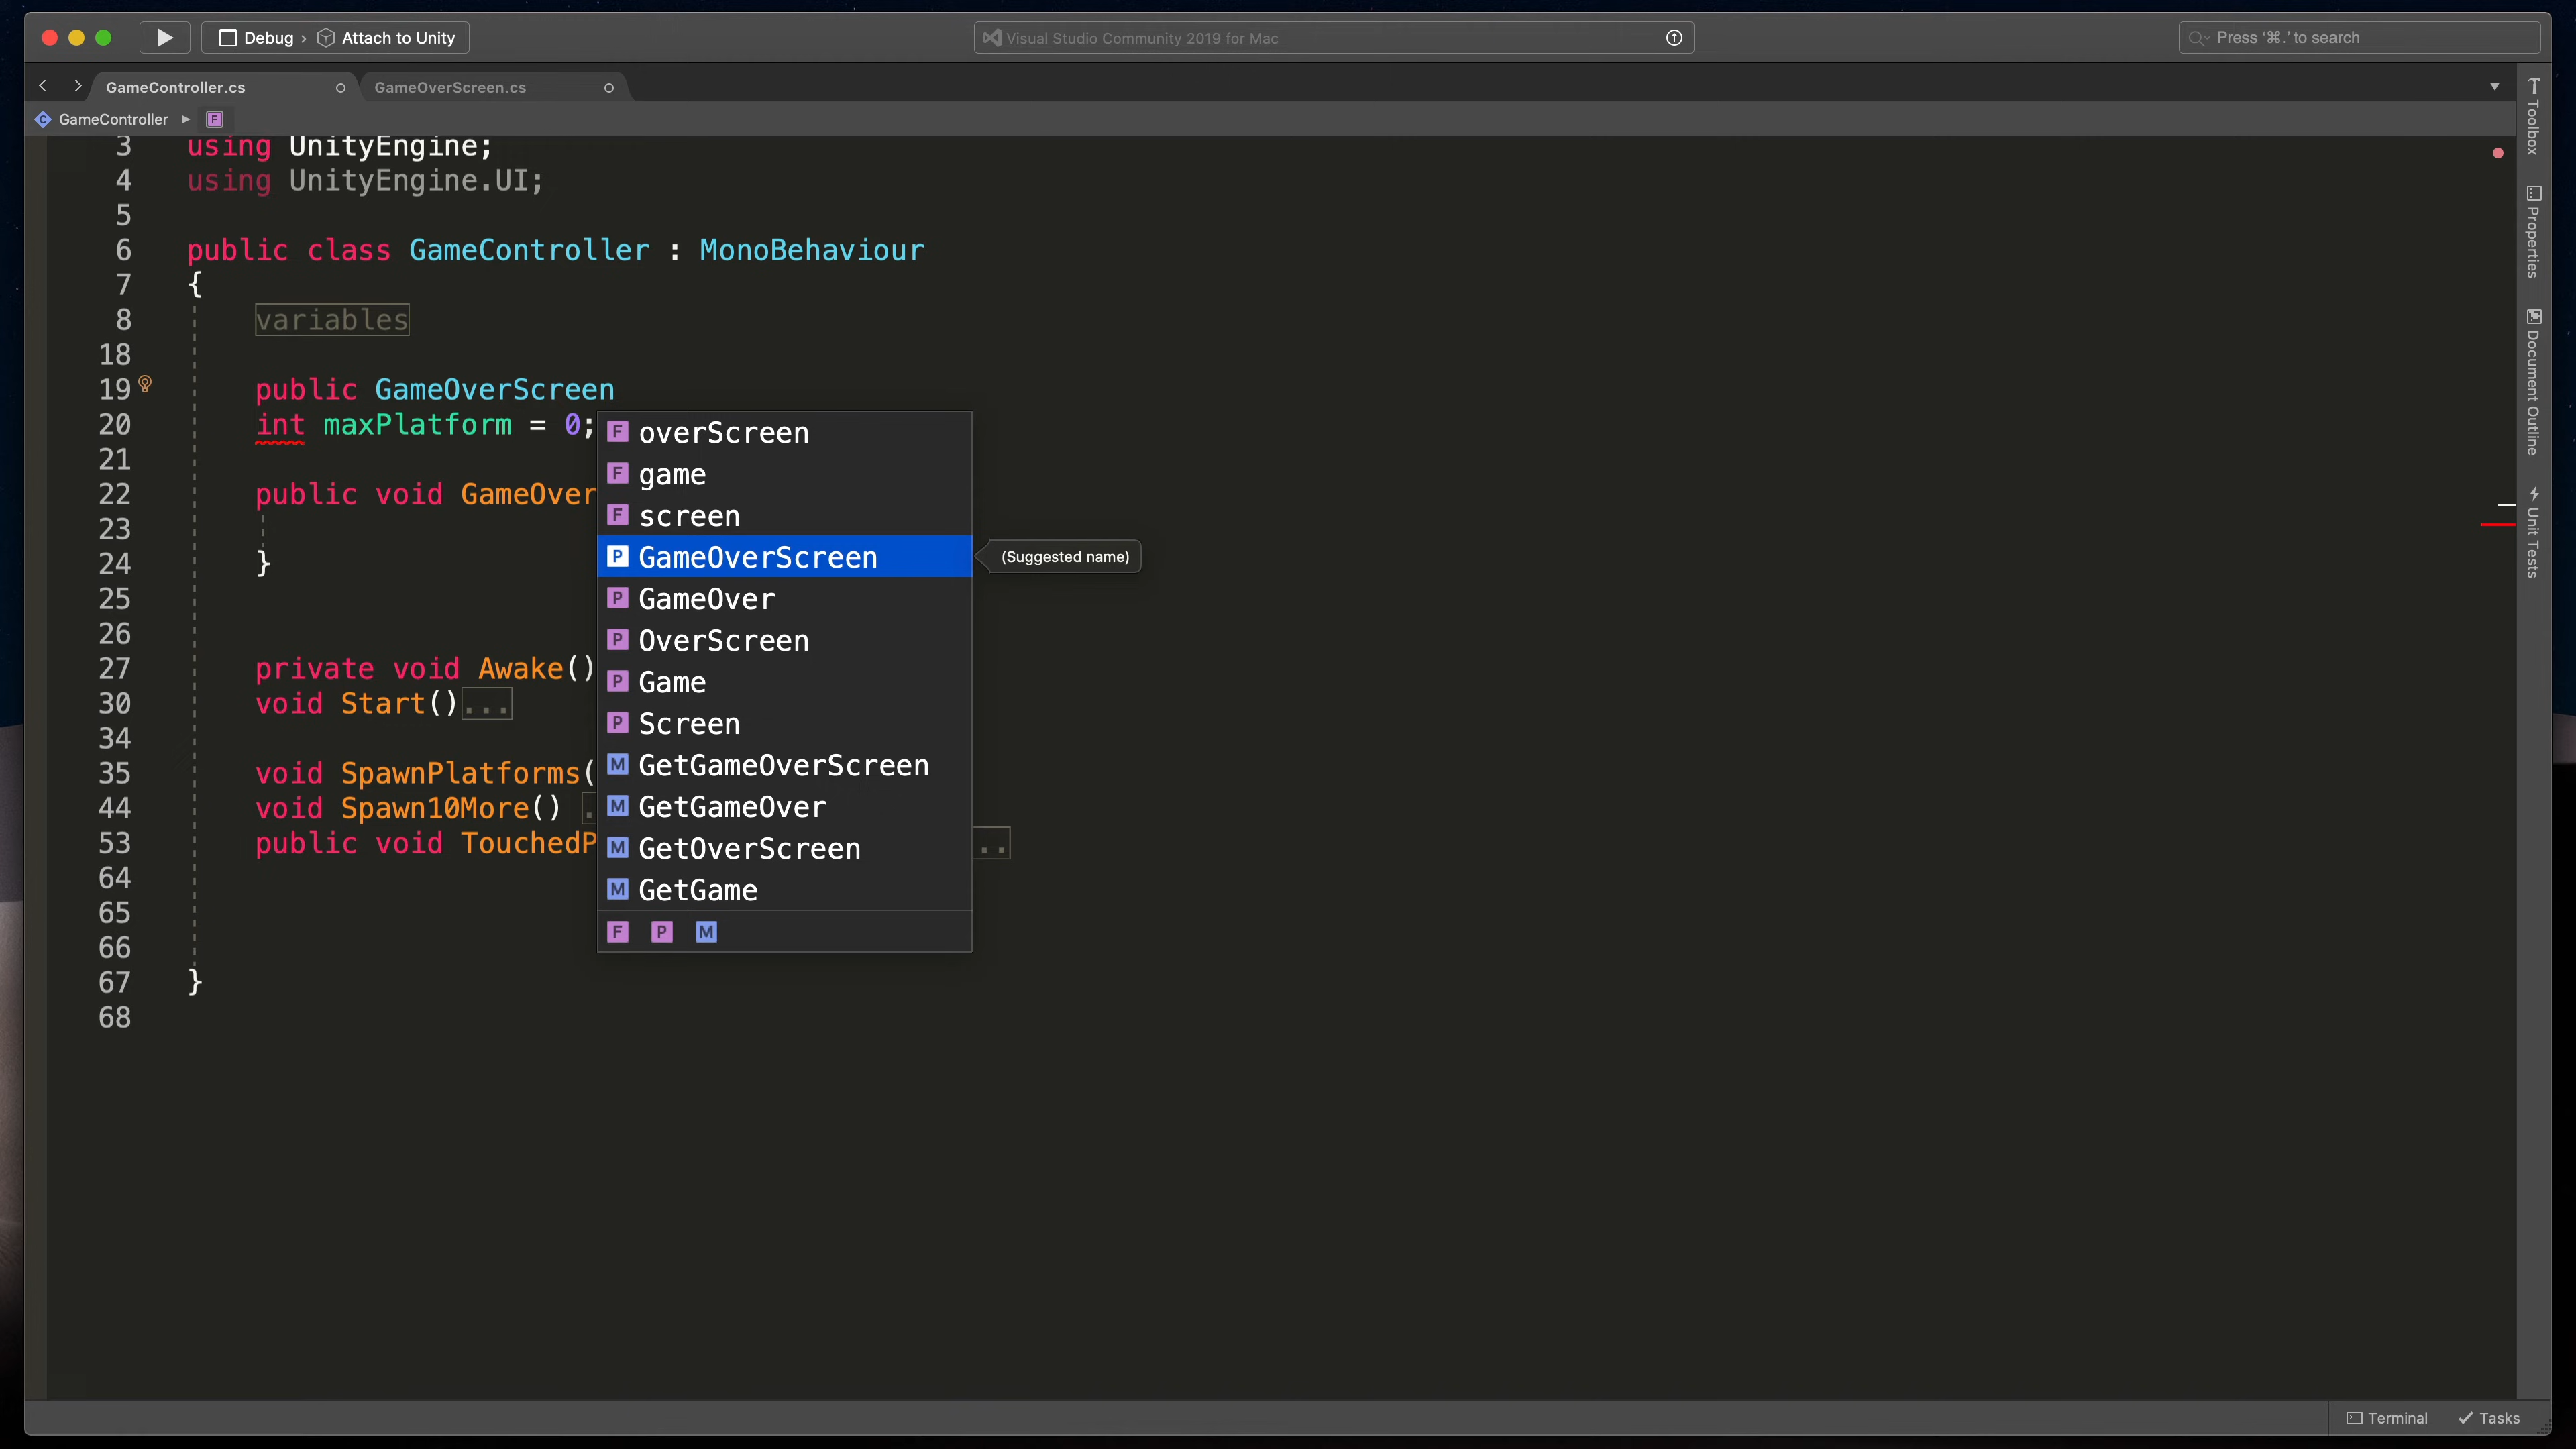 Debug › Attach to Unity
Visual Studio Community 2019 for Mac
Press ‘⌘.’ to search
GameController.cs
GameOverScreen.cs
GameController
F
3 using UnityEngine;
4 using UnityEngine.UI;
5
6 public class GameController : MonoBehaviour
7 {
8 variables
18
19 public GameOverScreen
20 int maxPlatform = 0;
21
22 public void GameOver
23
24 }
25
26
27 private void Awake()
30 void Start()...
34
35 void SpawnPlatforms(
44 void Spawn10More() .
53 public void TouchedP ..
64
65
66
67 }
68
F overScreen
F game
F screen
P GameOverScreen
(Suggested name)
P GameOver
P OverScreen
P Game
P Screen
M GetGameOverScreen
M GetGameOver
M GetOverScreen
M GetGame
F P M
Toolbox
Properties
Document Outline
Unit Tests
Terminal
Tasks